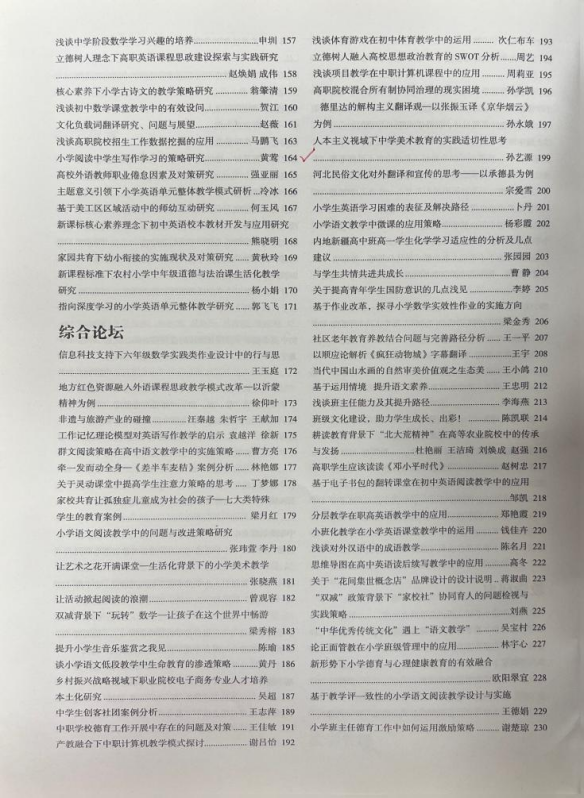 浅谈中学阶段数学学习兴趣的培养 申圳 157
立德树人理念下高职英语课程思政建设探索与实践研究
赵焕娟 成伟 158
核心素养下小学古诗文的教学策略研究 翁肇清 159
浅谈初中数学课堂教学中的有效设问 贺江 160
文化负载词翻译研究、问题与展望 赵薇 161
浅谈高职院校招生工作数据挖掘的应用 马鹏飞 163
小学阅读中学生写作学习的策略研究 黄莺 164
高校外语教师职业倦怠因素及对策研究 强亚丽 165
主题意义引领下小学英语单元整体教学模式研析 冷冰 166
基于美工区区域活动中的师幼互动研究 何玉风 167
新课标核心素养理念下初中英语校本教材开发与应用研究
熊晓明 168
家园共育下幼小衔接的实施现状及对策研究 黄秋玲 169
新课程标准下农村小学中年级道德与法治课生活化教学
研究 杨小娟 170
指向深度学习的小学英语单元整体教学研究 郭飞飞 171
综合论坛
信息科技支持下六年级数学实践类作业设计中的行与思
王玉庭 172
地方红色资源融入外语课程思政教学模式改革—以沂蒙
精神为例 徐仰叶 173
非遗与旅游产业的碰撞 汪泰越 朱哲宇 王献加 174
工作记忆理论模型对英语写作教学的启示 袁越洋 徐新 175
群文阅读策略在高中语文教学中的实施策略 曹方亮 176
牵一发而动全身—《差半车麦秸》案例分析 林艳娜 177
关于灵动课堂中提高学生注意力策略的思考 丁梦娜 178
家校共育让孤独症儿童成为社会的孩子—七大类特殊
学生的教育案例 梁月红 179
小学语文阅读教学中的问题与改进策略研究
张玮萱 李丹 180
让艺术之花开满课堂—生活化背景下的小学美术教学
张晓燕 181
让活动掀起阅读的浪潮 曾观容 182
双减背景下“玩转”数学—让孩子在这个世界中畅游
梁秀榕 183
提升小学生音乐鉴赏之我见 陈瑜 185
谈小学语文低段教学中生命教育的渗透策略 黄丹 186
乡村振兴战略视域下职业院校电子商务专业人才培养
本土化研究 吴超 187
中学生创客社团案例分析 王志萍 189
中职学校德育工作开展中存在的问题及对策 王佳敏 191
产教融合下中职计算机教学模式探讨 谢吕怡 192
浅谈体育游戏在初中体育教学中的运用 次仁布车 193
立德树人融入高校思想政治教育的SWOT分析 周艺 194
浅谈项目教学在中职计算机课程中的应用 周莉亚 195
高职院校混合所有制协同治理的现实困境 孙学凯 196
德里达的解构主义翻译观—以张振玉译《京华烟云》
为例 孙永娥 197
人本主义视域下中学美术教育的实践适切性思考
孙艺源 199
河北民俗文化对外翻译和宣传的思考——以承德县为例
宗爱雪 200
小学生英语学习困难的表征及解决路径 卜丹 201
小学语文教学中微课的应用策略 杨彩霞 202
内地新疆高中班高一学生化学学习适应性的分析及几点
建议 张园园 203
与学生共情共进共成长 曹静 204
关于提高青年学生国防意识的几点浅见 李婷 205
基于作业改革，探寻小学数学实效性作业的实施方向
梁金秀 206
社区老年教育养教结合问题与完善路径分析 王一平 207
以顺应论解析《疯狂动物城》字幕翻译 王宇 208
当代中国山水画的自然审美价值观之生态美 王小鸽 210
基于运用情境 提升语文素养 王忠明 212
浅谈班主任能力及其提升路径 李海燕 213
班级文化建设，助力学生成长、出彩！ 陈凯联 214
耕读教育背景下“北大荒精神”在高等农业院校中的传承
与发扬 杜艳丽 王洁琦 刘焕成 赵强 216
高职学生应该读读《邓小平时代》 赵树忠 217
基于电子书包的翻转课堂在初中英语阅读教学中的应用
邹凯 218
分层教学在职高英语教学中的应用 郑艳霞 219
小班化教学在小学英语课堂教学中的运用 钱佳卉 220
浅谈对外汉语中的成语教学 陈名月 221
思维导图在高中英语读后续写教学中的应用 高冬 222
关于“花间集世概念店”品牌设计的设计说明 蒋淑曲 223
“双减”政策背景下“家校社”协同育人的问题检视与
实践策略 刘燕 225
“中华优秀传统文化”遇上“语文教学” 吴宝村 226
论正面管教在小学班级管理中的应用 林宇心 227
新形势下小学德育与心理健康教育的有效融合
欧阳翠宜 228
基于教学评一致性的小学语文阅读教学设计与实施
王德娟 229
小学班主任德育工作中如何运用激励策略 谢楚琼 230